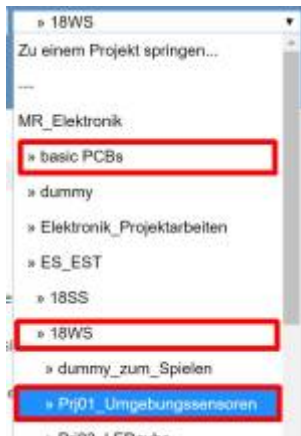 » 18WS
Zu einem Projekt springen...
---
MR_Elektronik
» basic PCBs
» dummy
» Elektronik_Projektarbeiten
» ES_EST
» 18SS
» 18WS
» dummy_zum_Spielen
» Prj01_Umgebungssensoren